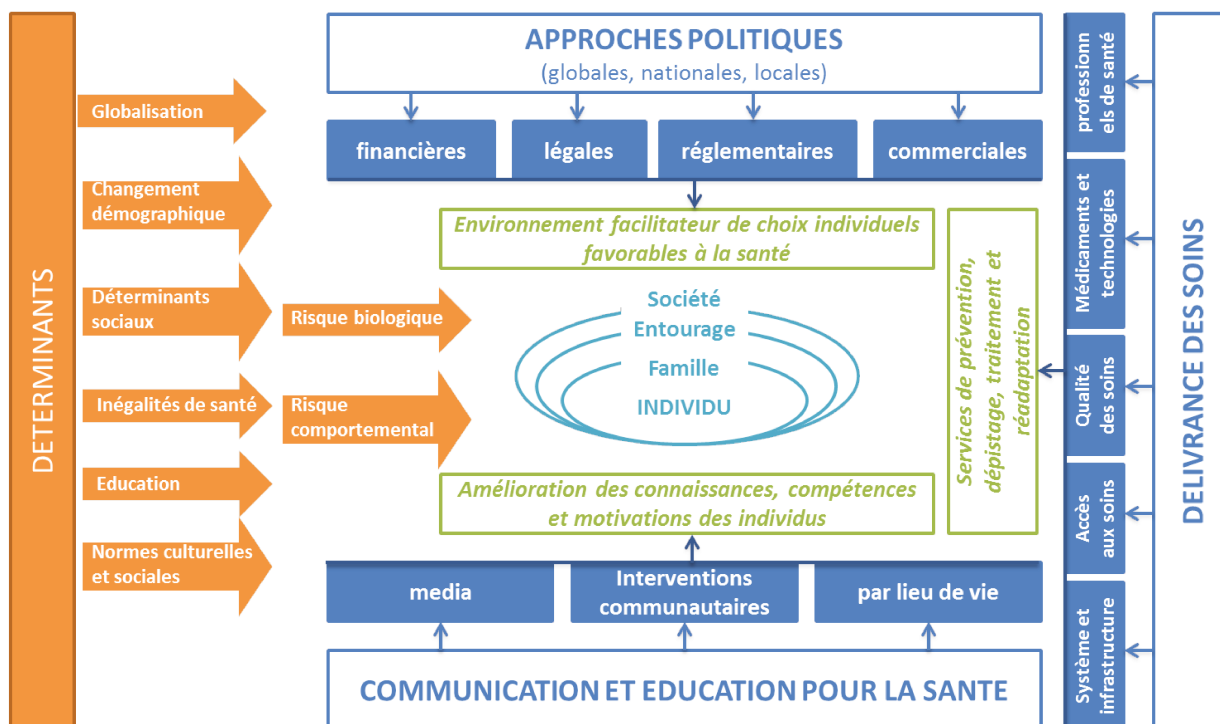 DETERMINANTS
Globalisation
Changement
démographique
Déterminants
sociaux
Inégalités de santé
Education
Normes culturelles
et sociales
Risque biologique
Risque
comportemental
APPROCHES POLITIQUES
(globales, nationales, locales)
financières
légales
réglementaires
commerciales
Environnement facilitateur de choix individuels
favorables à la santé
Société
Entourage
Famille
INDIVIDU
Amélioration des connaissances, compétences
et motivations des individus
media
Interventions
communautaires
par lieu de vie
COMMUNICATION ET EDUCATION POUR LA SANTE
Services de prévention,
dépistage, traitement et
réadaptation
professionn
els de santé
Médicaments et
technologies
Qualité
des soins
Accès
aux soins
Système et
infrastructure
DELIVRANCE DES SOINS